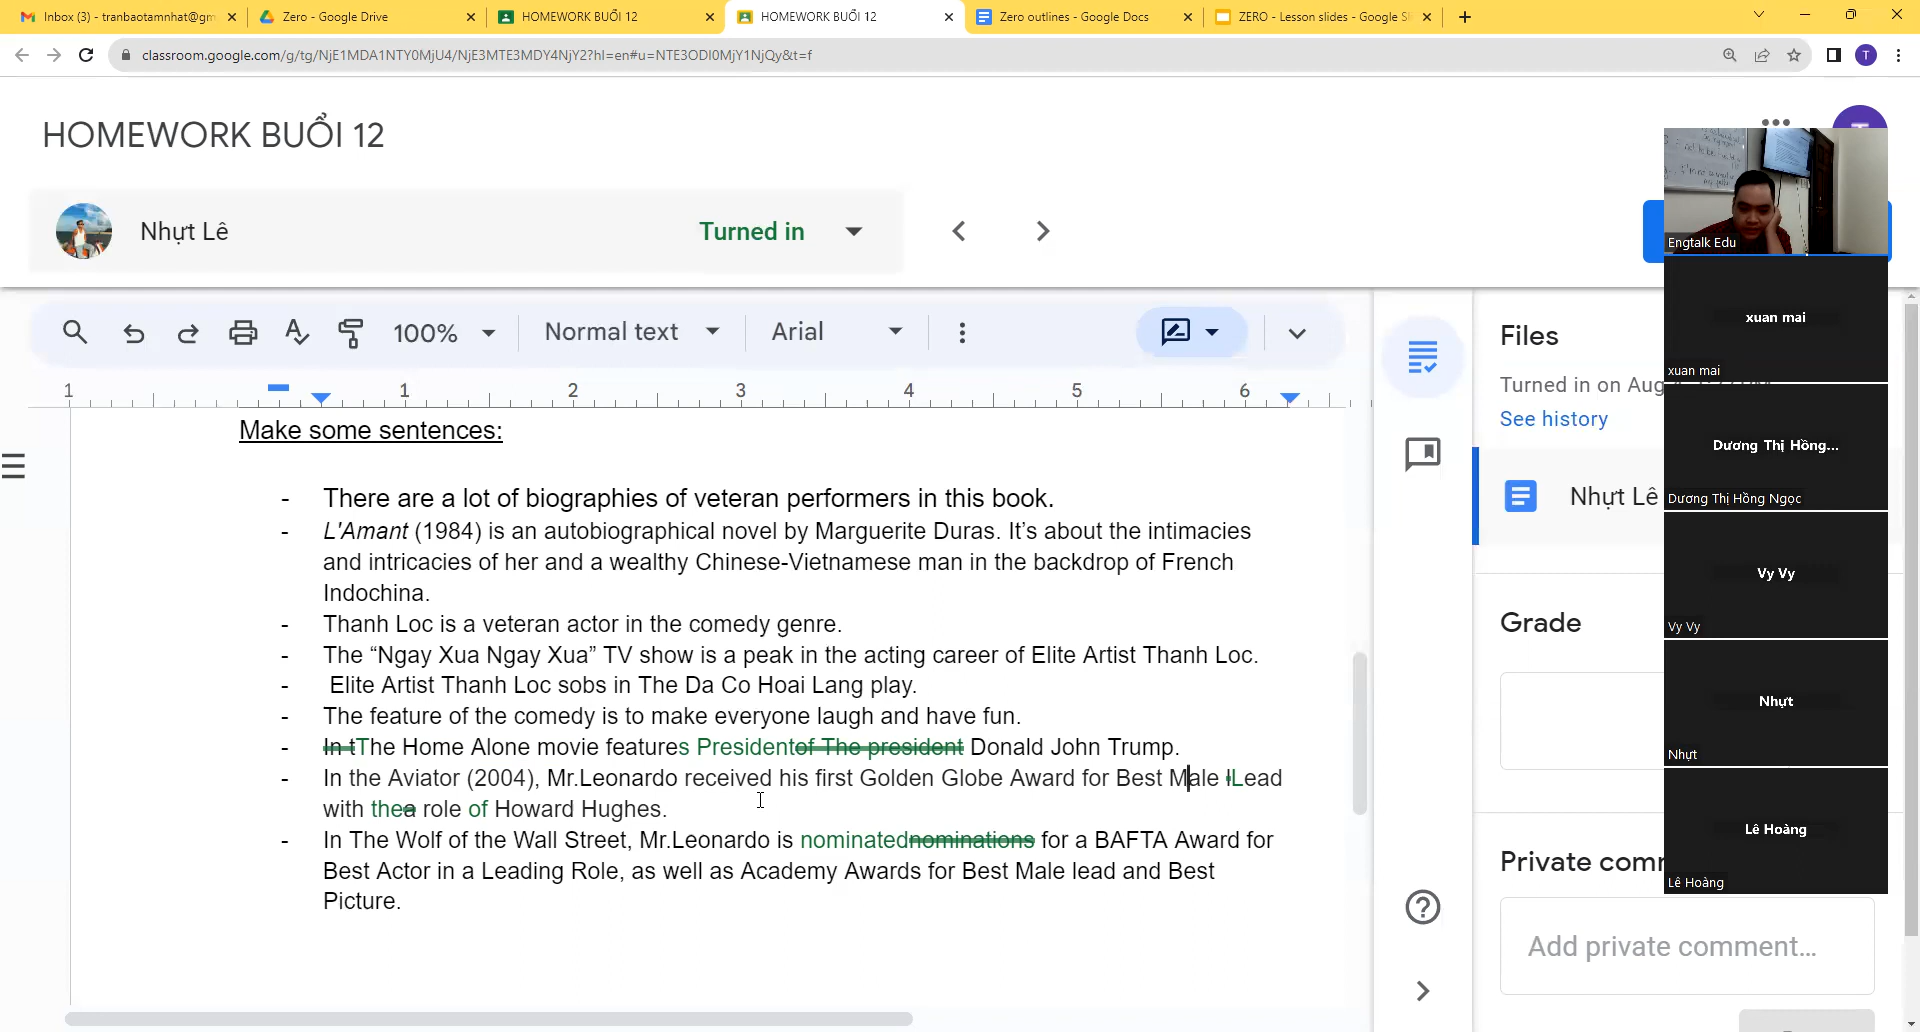 Inbox (3) - tranbaotamnhat@gm
Zero - Google Drive
HOMEWORK BUỔI 12
HOMEWORK BUỔI 12
Zero outlines - Google Docs
ZERO - Lesson slides - Google Sl
classroom.google.com/g/tg/NjE1MDA1NTY0MjU4/NjE3MTE3MDY4NjY2?hl=en#u=NTE3ODI0MjY1NjQy&t=f
T
HOMEWORK BUỔI 12
Nhựt Lê
Turned in
100%
Normal text
Arial
1 1 2 3 4 5 6
Make some sentences:
- There are a lot of biographies of veteran performers in this book.
- L'Amant (1984) is an autobiographical novel by Marguerite Duras. It's about the intimacies
and intricacies of her and a wealthy Chinese-Vietnamese man in the backdrop of French
Indochina.
- Thanh Loc is a veteran actor in the comedy genre.
- The “Ngay Xua Ngay Xua” TV show is a peak in the acting career of Elite Artist Thanh Loc.
- Elite Artist Thanh Loc sobs in The Da Co Hoai Lang play.
- The feature of the comedy is to make everyone laugh and have fun.
- In tThe Home Alone movie features Presidentof The president Donald John Trump.
- In the Aviator (2004), Mr.Leonardo received his first Golden Globe Award for Best Male lLead
with thea role of Howard Hughes.
- In The Wolf of the Wall Street, Mr.Leonardo is nominatednominations for a BAFTA Award for
Best Actor in a Leading Role, as well as Academy Awards for Best Male lead and Best
Picture.
Files
Turned in on Aug
See history
Nhựt Lê
Grade
Private comm
Add private comment...
Engtalk Edu
xuan mai
xuan mai
Dương Thị Hồng...
Dương Thị Hồng Ngọc
Vy Vy
Vy Vy
Nhựt
Nhựt
Lê Hoàng
Lê Hoàng